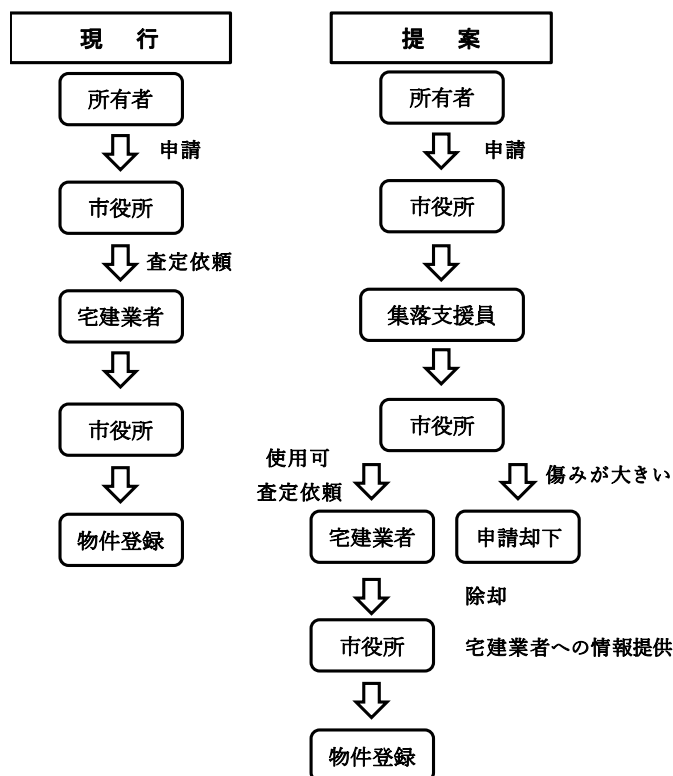 現　行
所有者
申請
市役所
査定依頼
宅建業者
市役所
物件登録
提　案
所有者
申請
市役所
集落支援員
市役所
使用可
査定依頼
傷みが大きい
宅建業者
申請却下
除却
市役所
宅建業者への情報提供
物件登録